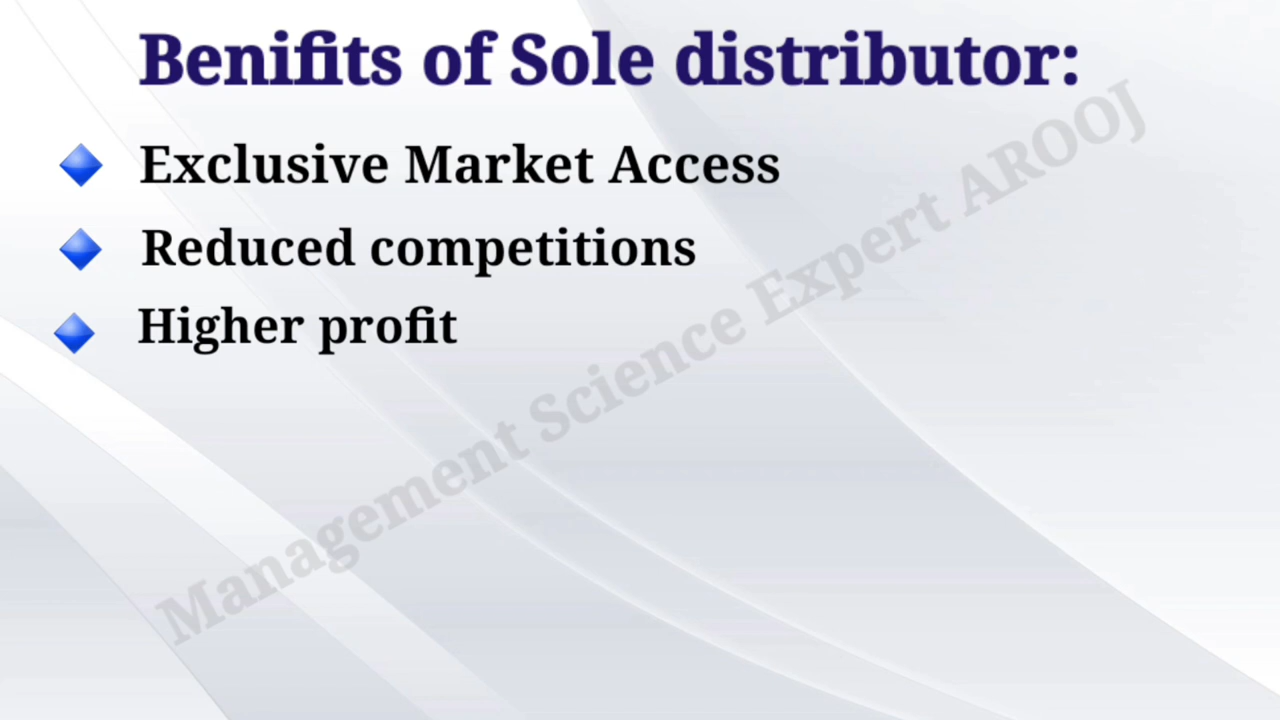 Benifits of Sole distributor:
Exclusive Market Access
Reduced competitions
Higher profit
Management Science Expert AROOJ